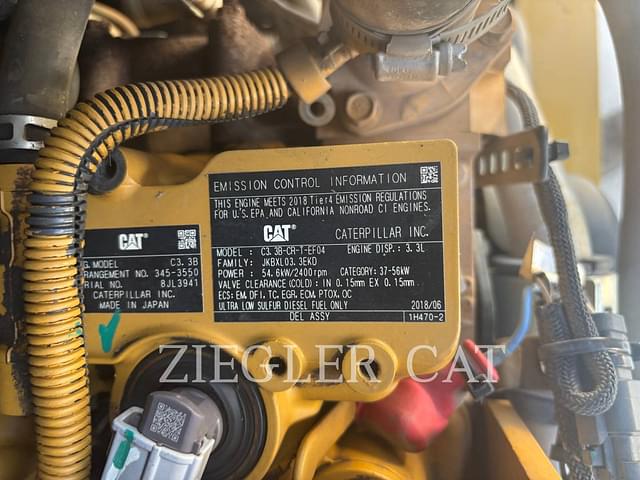 EMISSION CONTROL INFORMATION
THIS ENGINE MEETS 2018 Tier4 EMISSION REGULATIONS
FOR U.S.EPA AND CALIFORNIA NONROAD CI ENGINES.
CAT CATERPILLAR INC.
MODEL : C3.3B-CR-T-EF04 ENGINE DISP.: 3.3L
FAMILY: JKBXL03.3EKD
POWER : 54.6kW/2400rpm CATEGORY: 37-56kW
VALVE CLEARANCE (COLD) : IN 0.15mm EX 0.15mm
ECS: EM, DFI, TC, EGR, ECM, PTOX, OC
ULTRA LOW SULFUR DIESEL FUEL ONLY 2018/06
DEL ASSY 1H470-2
CAT
G. MODEL C3.3B
RANGEMENT NO. 345-3550
RIAL NO. 8JL3941
CATERPILLAR INC.
MADE IN JAPAN
ZIEGLER CAT